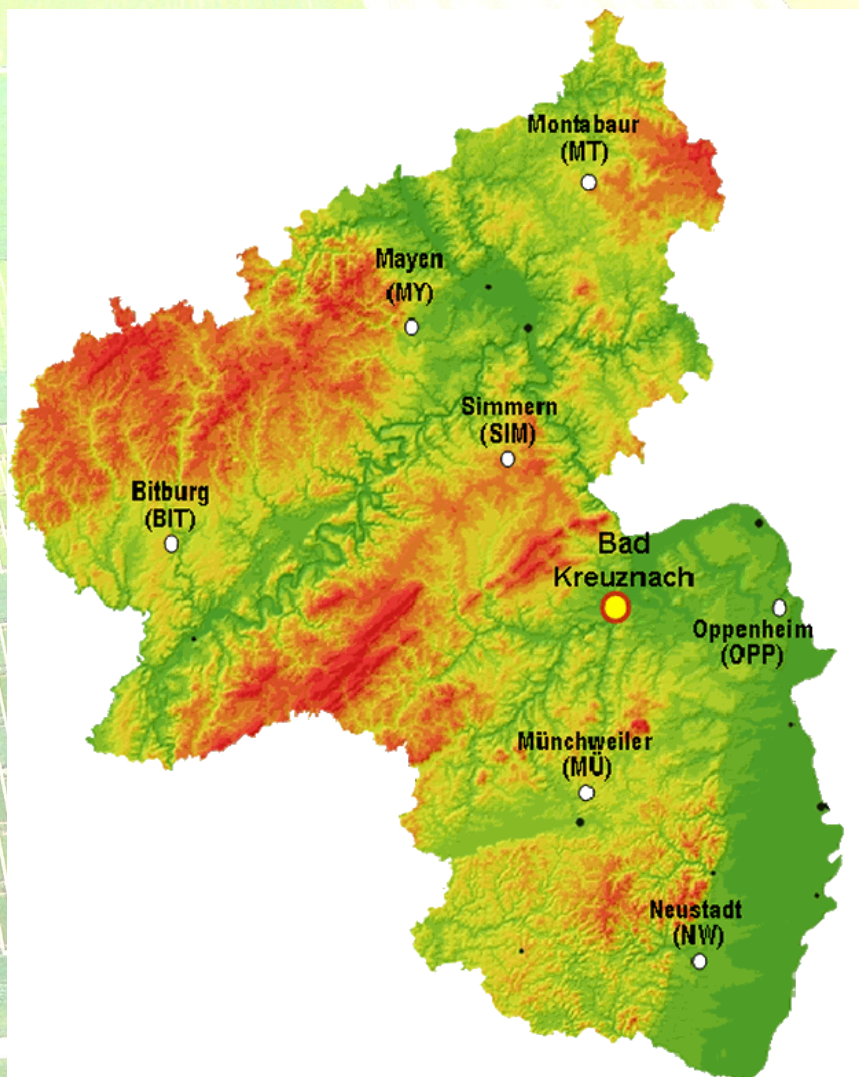 Montabaur
(MT)
Mayen
(MY)
Simmern
(SIM)
Bitburg
(BIT)
Bad
Kreuznach
Oppenheim
(OPP)
Münchweiler
(MÜ)
Neustadt
(NW)